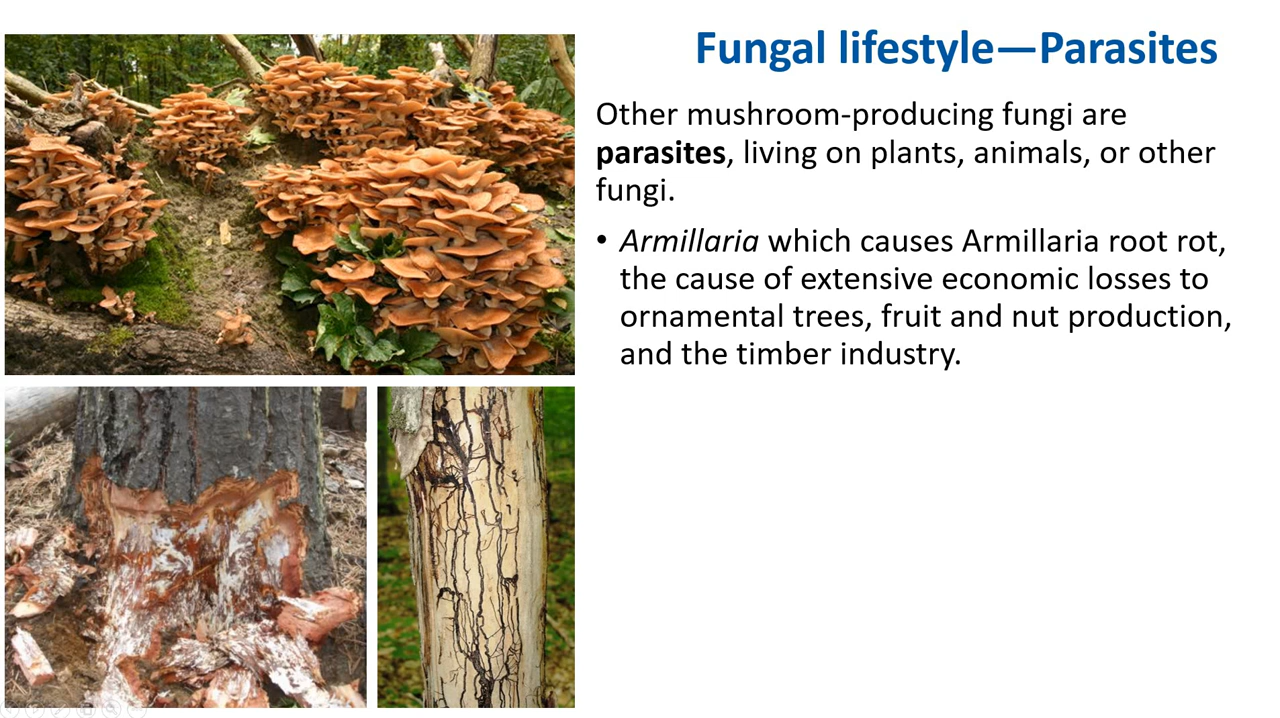 Fungal lifestyle—Parasites
Other mushroom-producing fungi are
parasites, living on plants, animals, or other
fungi.
• Armillaria which causes Armillaria root rot,
the cause of extensive economic losses to
ornamental trees, fruit and nut production,
and the timber industry.